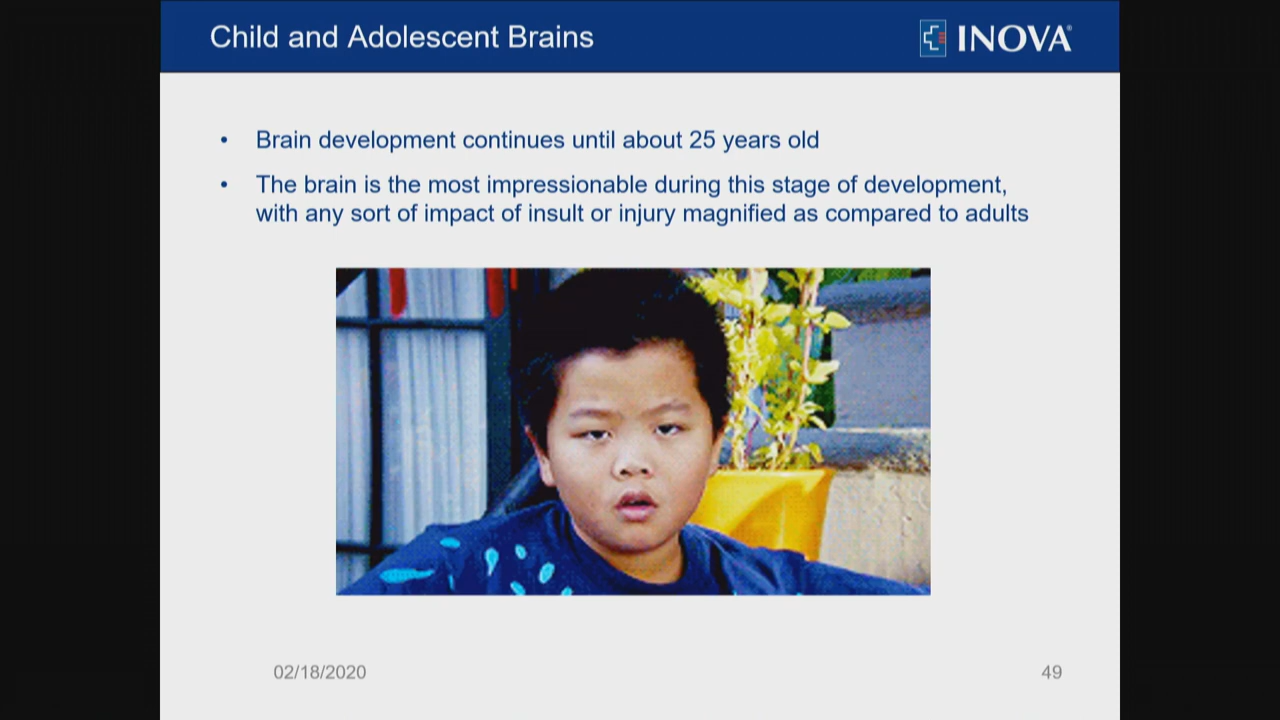 Child and Adolescent Brains
INOVA®
• Brain development continues until about 25 years old
• The brain is the most impressionable during this stage of development,
with any sort of impact of insult or injury magnified as compared to adults
02/18/2020
49